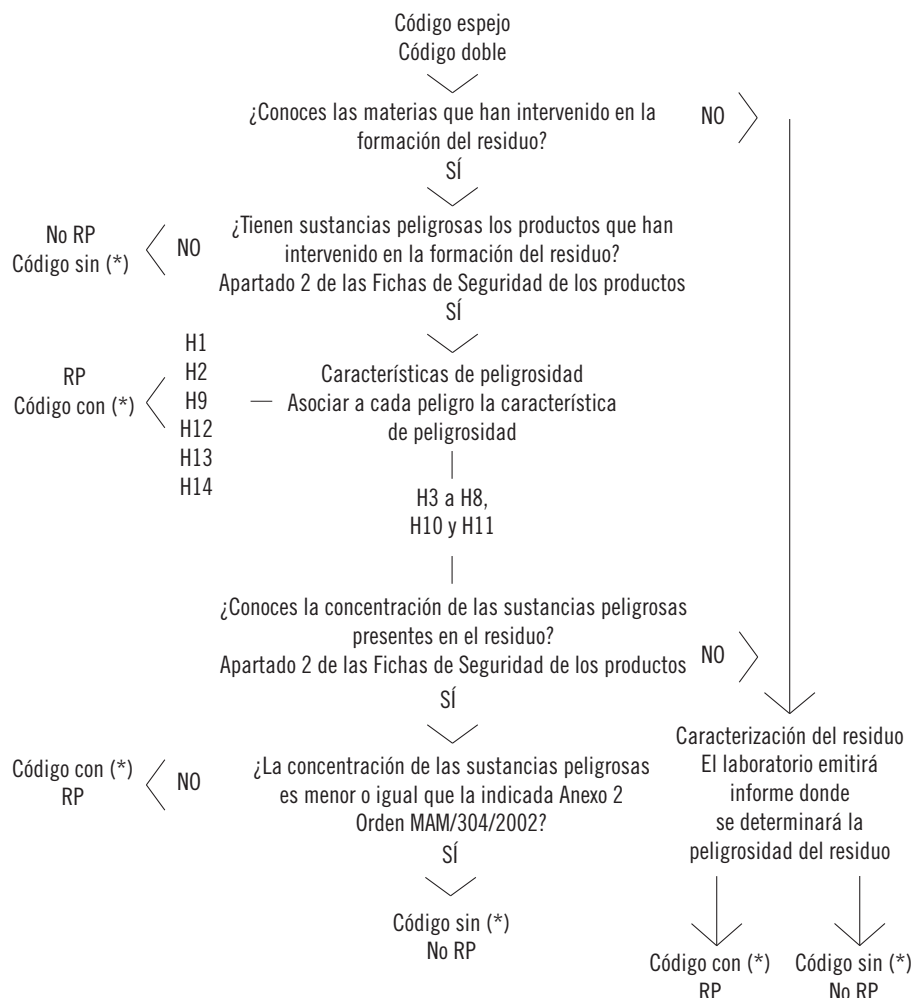 Código espejo
Código doble
¿Conoces las materias que han intervenido en la
formación del residuo?
NO
SÍ
¿Tienen sustancias peligrosas los productos que han
intervenido en la formación del residuo?
Apartado 2 de las Fichas de Seguridad de los productos
NO
No RP
Código sin (*)
SÍ
Características de peligrosidad
Asociar a cada peligro la característica
de peligrosidad
H1
H2
H9
H12
H13
H14
RP
Código con (*)
H3 a H8,
H10 y H11
¿Conoces la concentración de las sustancias peligrosas
presentes en el residuo?
Apartado 2 de las Fichas de Seguridad de los productos
NO
SÍ
¿La concentración de las sustancias peligrosas
es menor o igual que la indicada Anexo 2
Orden MAM/304/2002?
NO
Código con (*)
RP
SÍ
Código sin (*)
No RP
Caracterización del residuo
El laboratorio emitirá
informe donde
se determinará la
peligrosidad del residuo
Código con (*)
RP
Código sin (*)
No RP